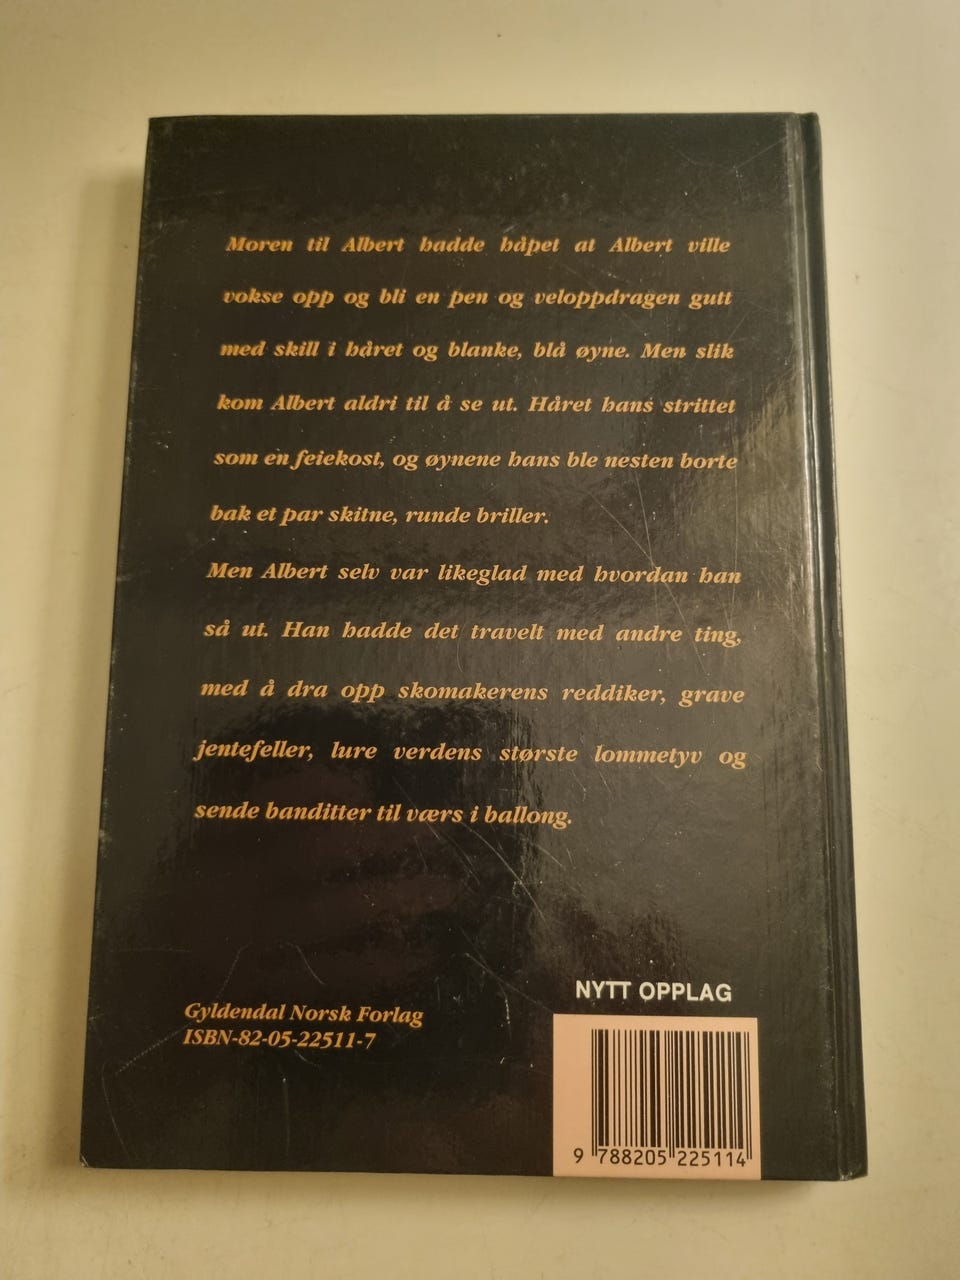 Moren til Albert hadde håpet at Albert ville
vokse opp og bli en pen og veloppdragen gutt
med skill i håret og blanke, blå øyne. Men slik
kom Albert aldri til å se ut. Håret hans strittet
som en feiekost, og øynene hans ble nesten borte
bak et par skitne, runde briller.
Men Albert selv var likeglad med hvordan han
så ut. Han hadde det travelt med andre ting,
med å dra opp skomakerens reddiker, grave
jentefeller, lure verdens største lommetyv og
sende banditter til værs i ballong.
Gyldendal Norsk Forlag
ISBN-82-05-22511-7
NYTT OPPLAG
9 788205 225114